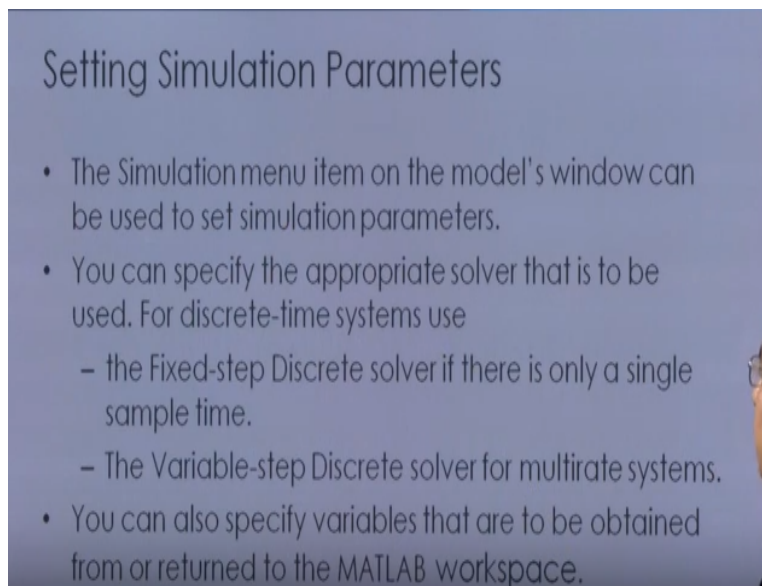 Setting Simulation Parameters
• The Simulation menu item on the model's window can
be used to set simulation parameters.
• You can specify the appropriate solver that is to be
used. For discrete-time systems use
– the Fixed-step Discrete solver if there is only a single
sample time.
– The Variable-step Discrete solver for multirate systems.
• You can also specify variables that are to be obtained
from or returned to the MATLAB workspace.